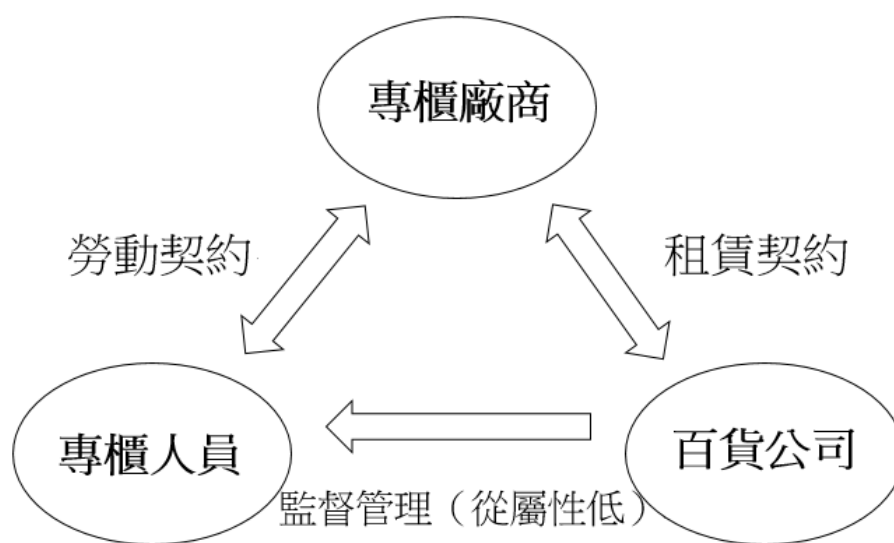 專櫃廠商
勞動契約
租賃契約
專櫃人員
百貨公司
監督管理（從屬性低）